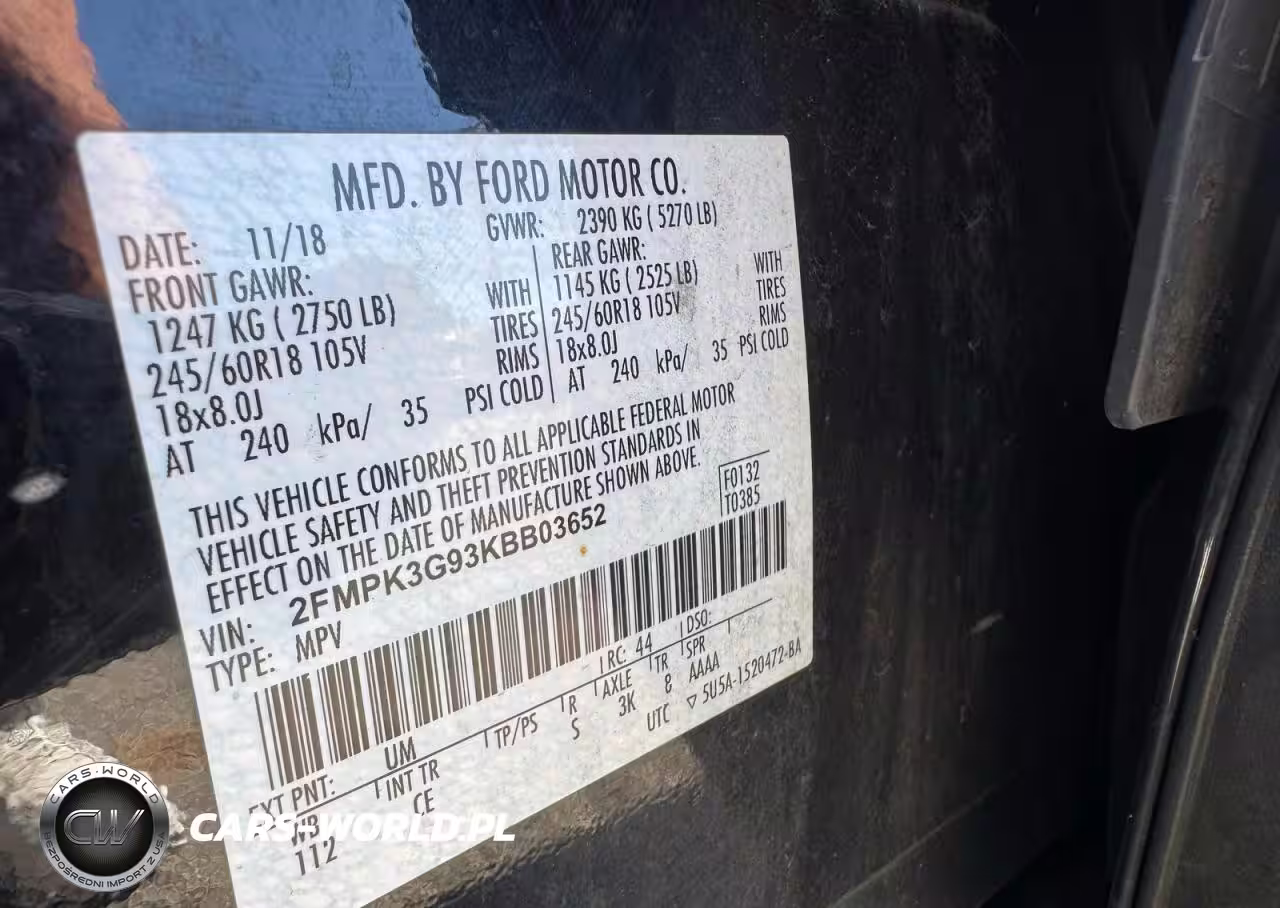 MFD. BY FORD MOTOR CO.
DATE: 11/18
GVWR: 2390 KG ( 5270 LB)
FRONT GAWR:
1247 KG ( 2750 LB) WITH
245/60R18 105V TIRES
18x8.0J RIMS
AT 240 kPa/ 35 PSI COLD
REAR GAWR:
1145 KG ( 2525 LB) WITH
245/60R18 105V TIRES
18x8.0J RIMS
AT 240 kPa/ 35 PSI COLD
THIS VEHICLE CONFORMS TO ALL APPLICABLE FEDERAL MOTOR
VEHICLE SAFETY AND THEFT PREVENTION STANDARDS IN
EFFECT ON THE DATE OF MANUFACTURE SHOWN ABOVE.
F0132
T0385
VIN: 2FMPK3G93KBB03652
TYPE: MPV
EXT PNT: UM RC: 44 DSO:
WB INT TR TP/PS R AXLE TR SPR
112 CE S 3K 8 AAAA
UTC ▽ 5U5A-1520472-BA
CARS-WORLD
CW
BEZPOŚREDNI IMPORT Z USA
CARS-WORLD.PL